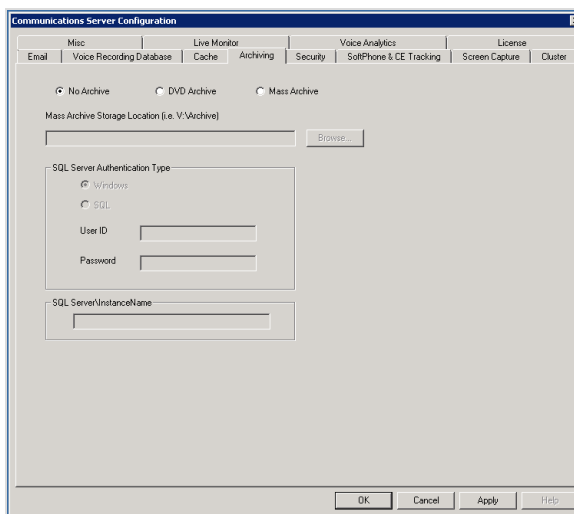 Communications Server Configuration
Misc Live Monitor Voice Analytics License
Email Voice Recording Database Cache Archiving Security SoftPhone & CE Tracking Screen Capture Cluster
No Archive DVD Archive Mass Archive
Mass Archive Storage Location (i.e. V:\Archive)
Browse...
SQL Server Authentication Type
Windows
SQL
User ID
Password
SQL Server\InstanceName
OK Cancel Apply Help